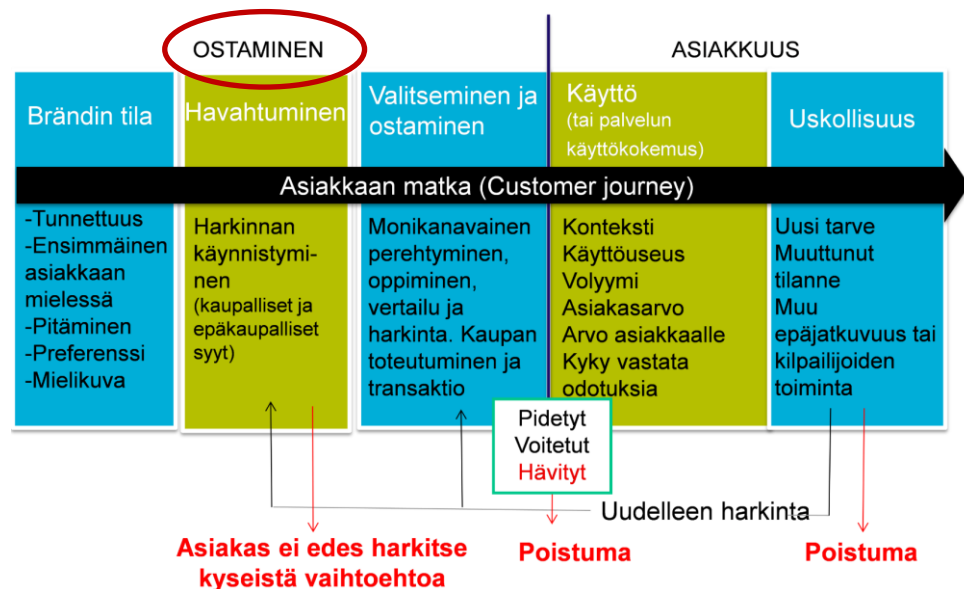 OSTAMINEN
ASIAKKUUS
Brändin tila
Havahtuminen
Valitseminen ja
ostaminen
Käyttö
(tai palvelun
käyttökokemus)
Uskollisuus
Asiakkaan matka (Customer journey)
-Tunnettuus
-Ensimmäinen
asiakkaan
mielessä
-Pitäminen
-Preferenssi
-Mielikuva
Harkinnan
käynnistymi-
nen
(kaupalliset ja
epäkaupalliset
syyt)
Monikanavainen
perehtyminen,
oppiminen,
vertailu ja
harkinta. Kaupan
toteutuminen ja
transaktio
Konteksti
Käyttöuseus
Volyymi
Asiakasarvo
Arvo asiakkaalle
Kyky vastata
odotuksia
Uusi tarve
Muuttunut
tilanne
Muu
epäjatkuvuus tai
kilpailijoiden
toiminta
Pidetyt
Voitetut
Hävityt
Uudelleen harkinta
Asiakas ei edes harkitse
kyseistä vaihtoehtoa
Poistuma
Poistuma